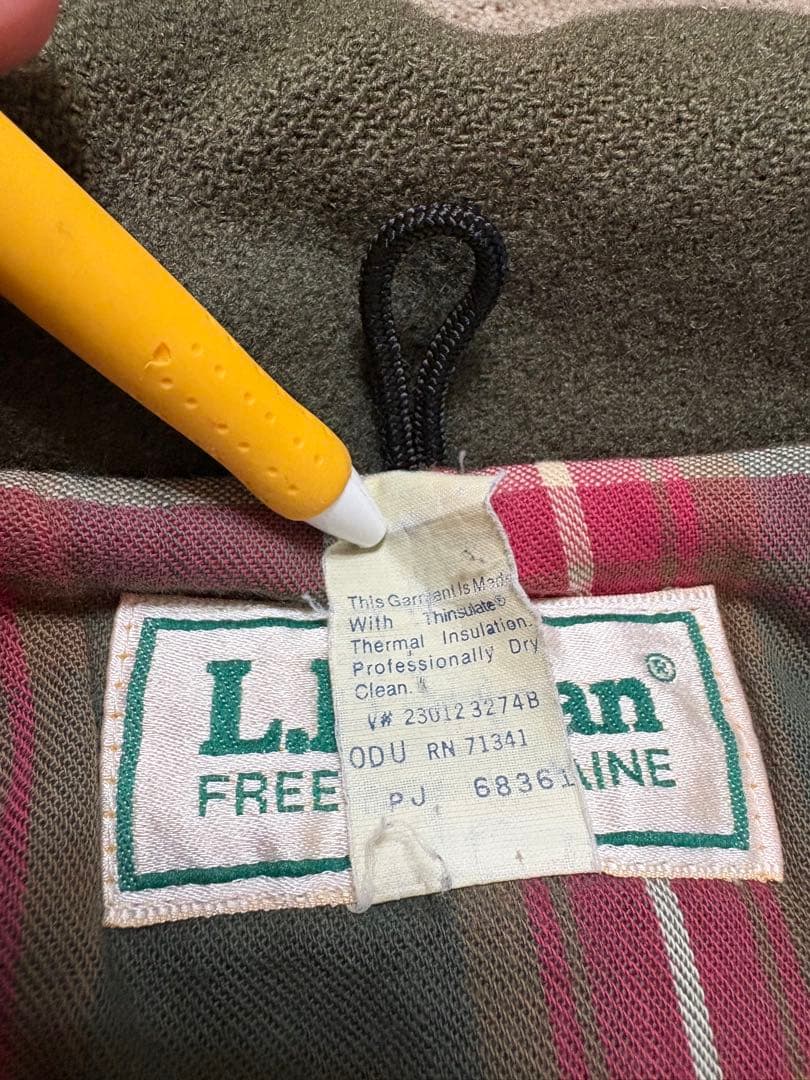 This Garment Is Made
With Thinsulate®
Thermal Insulation.
Professionally Dry
Clean.
V# 230123274B
ODU RN 71341
PJ 68361
L. an®
FREE AINE